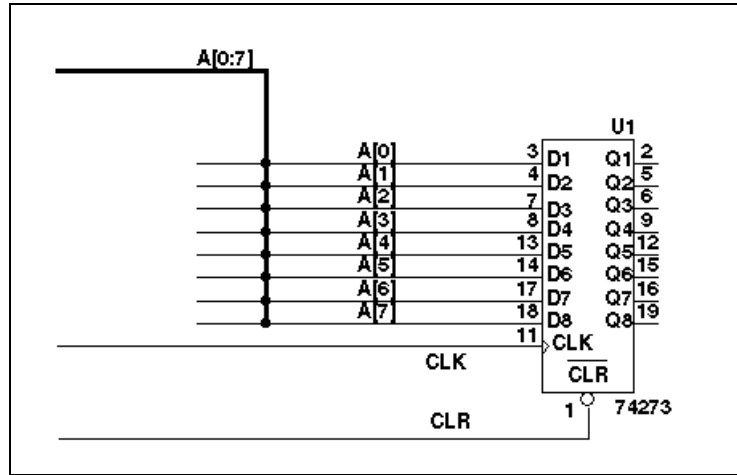 A[0:7]
U1
A[0] 3 D1 Q1 2
A[1] 4 D2 Q2 5
A[2] 7 D3 Q3 6
A[3] 8 D4 Q4 9
A[4] 13 D5 Q5 12
A[5] 14 D6 Q6 15
A[6] 17 D7 Q7 16
A[7] 18 D8 Q8 19
11 CLK
CLK
CLR
1 74273
CLR